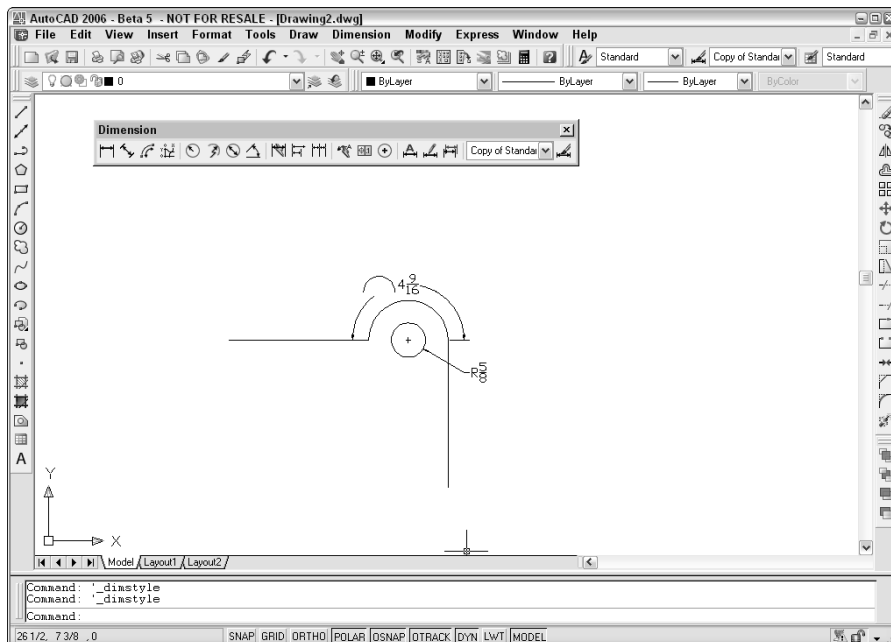 AutoCAD 2006 - Beta 5 - NOT FOR RESALE - [Drawing2.dwg]
File Edit View Insert Format Tools Draw Dimension Modify Express Window Help
Standard Copy of Standar Standard
0 ByLayer ByLayer ByLayer ByColor
Dimension
Copy of Standar
4 9/16
R5/8
A
Y
X
Model Layout1 Layout2
Command: '_dimstyle
Command: '_dimstyle
Command:
26 1/2, 7 3/8 ,0 SNAP GRID ORTHO POLAR OSNAP OTRACK DYN LWT MODEL